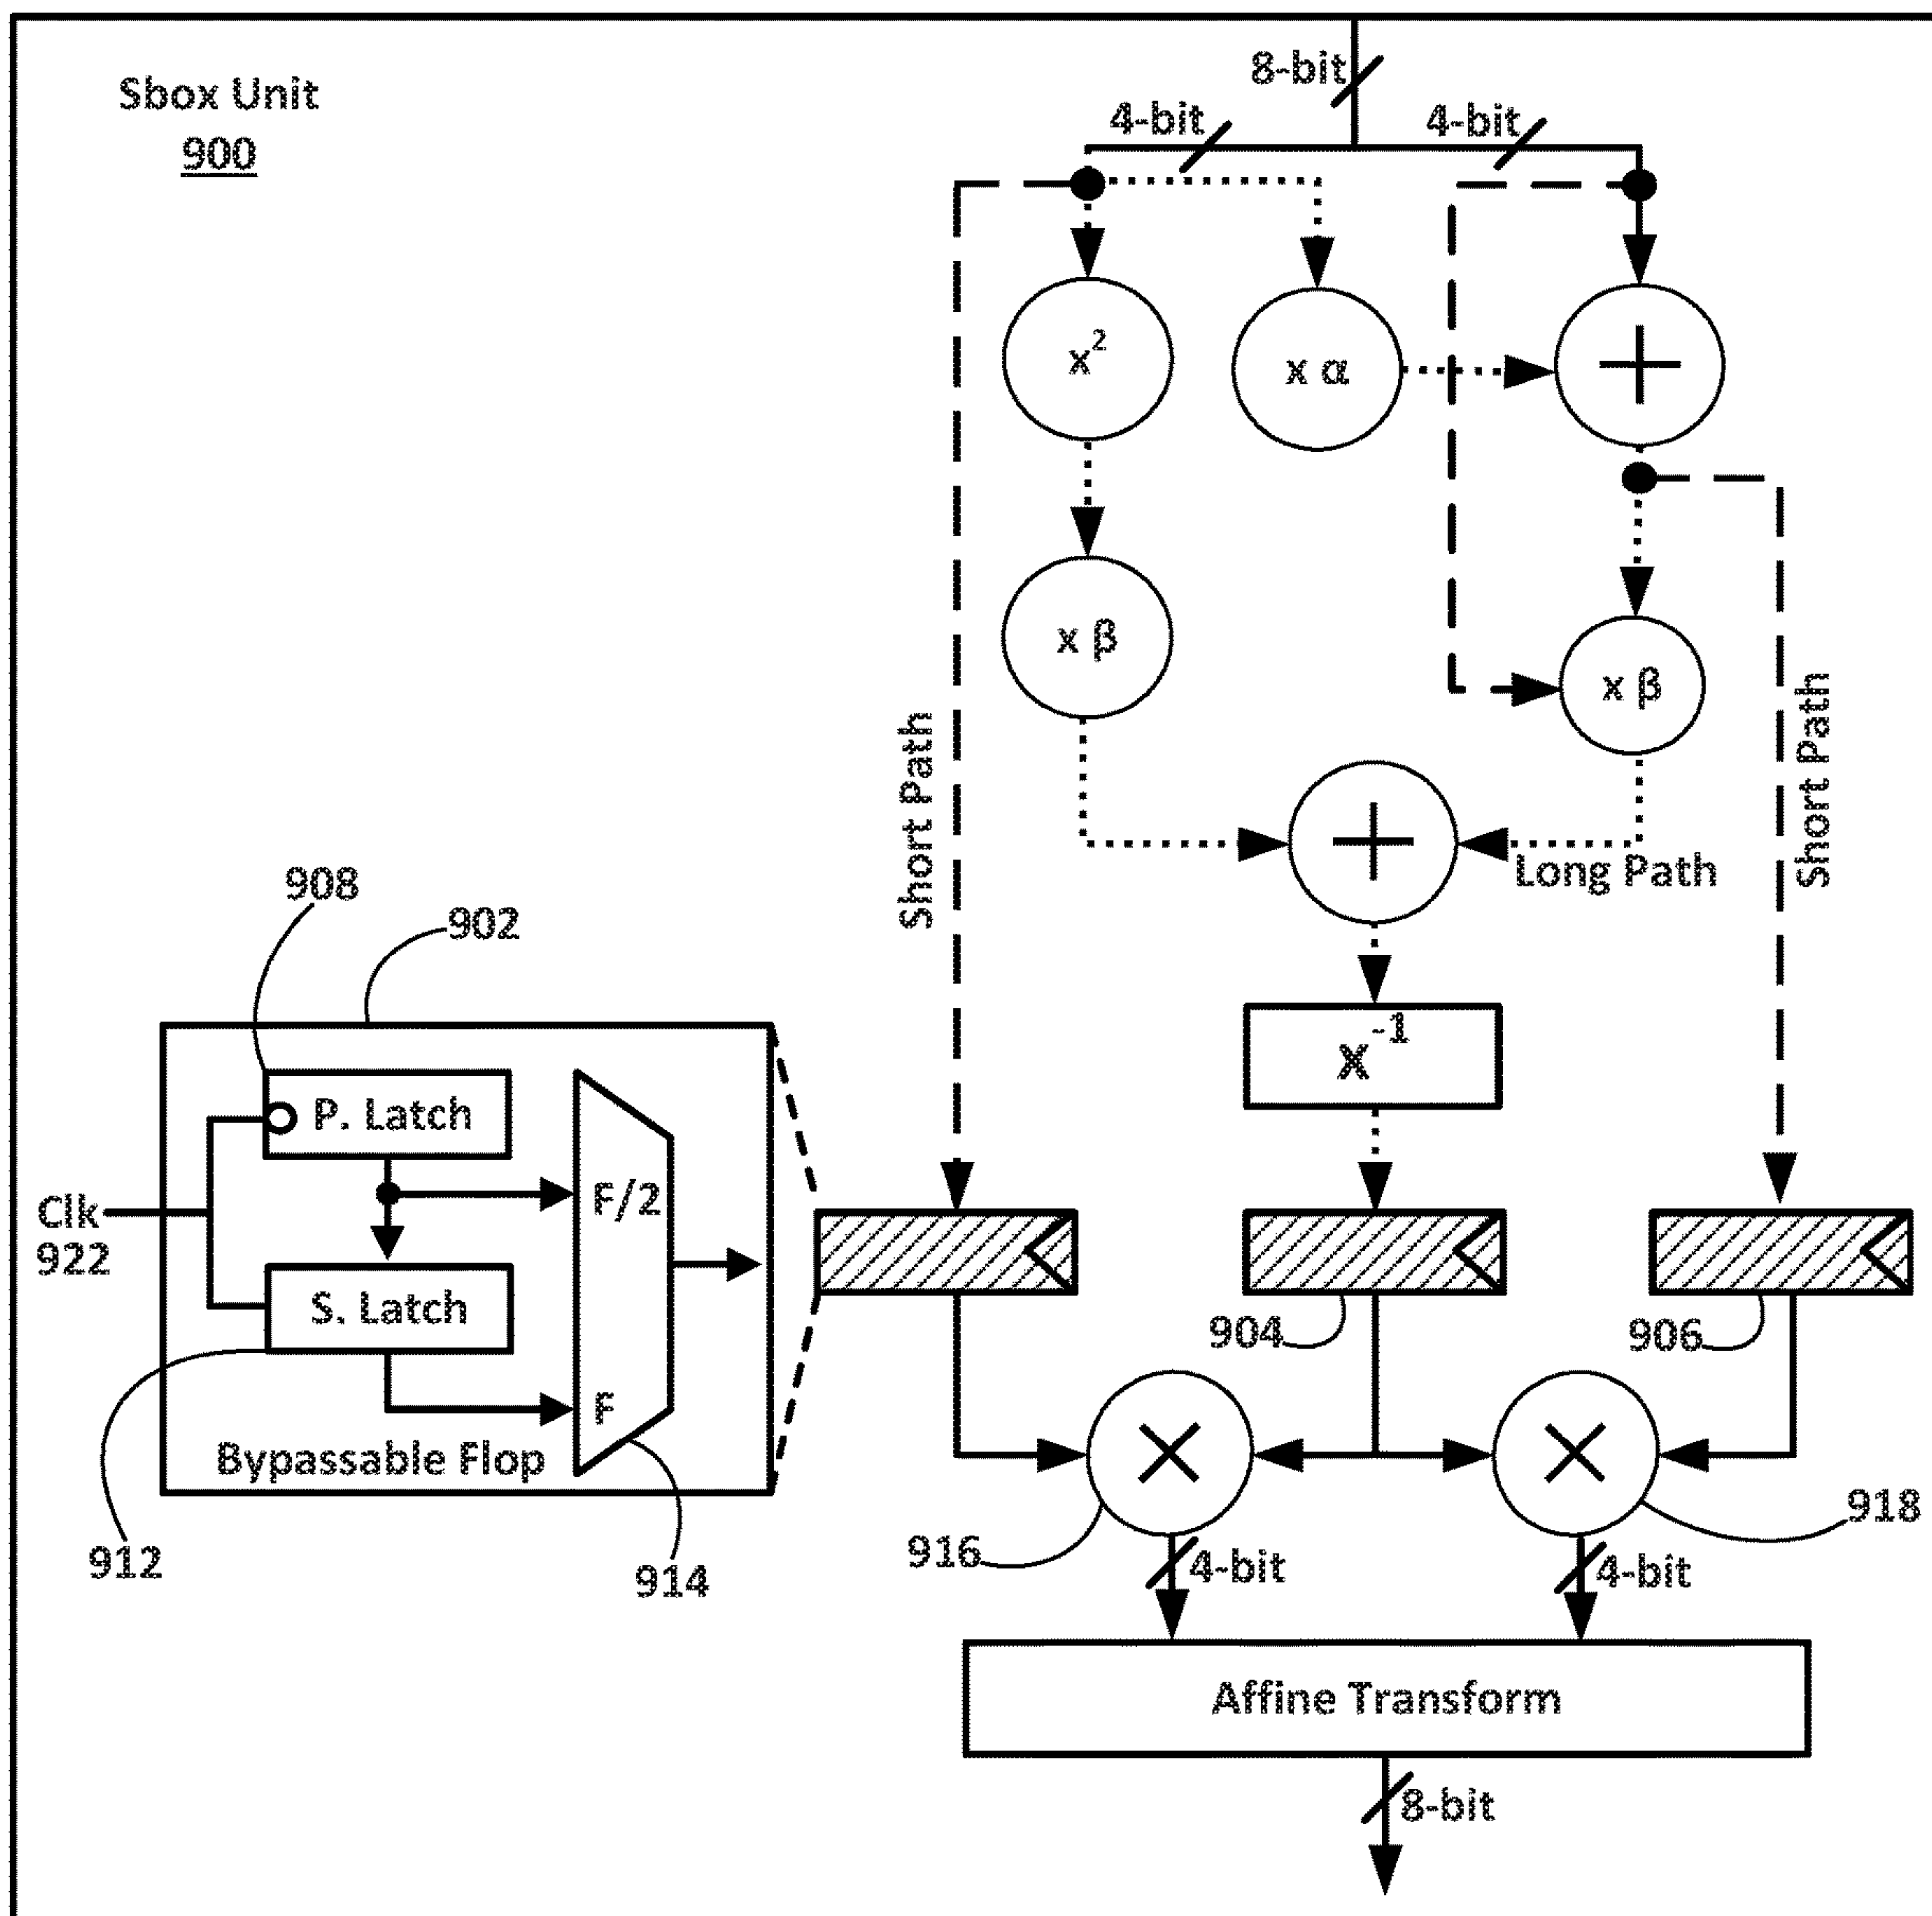 Sbox Unit
900
8-bit
4-bit
4-bit
x²
x α
+
x β
x β
Short Path
Short Path
+
Long Path
908
902
X⁻¹
P. Latch
F/2
Clk
922
S. Latch
F
Bypassable Flop
904
906
912
914
916
918
4-bit
4-bit
Affine Transform
8-bit